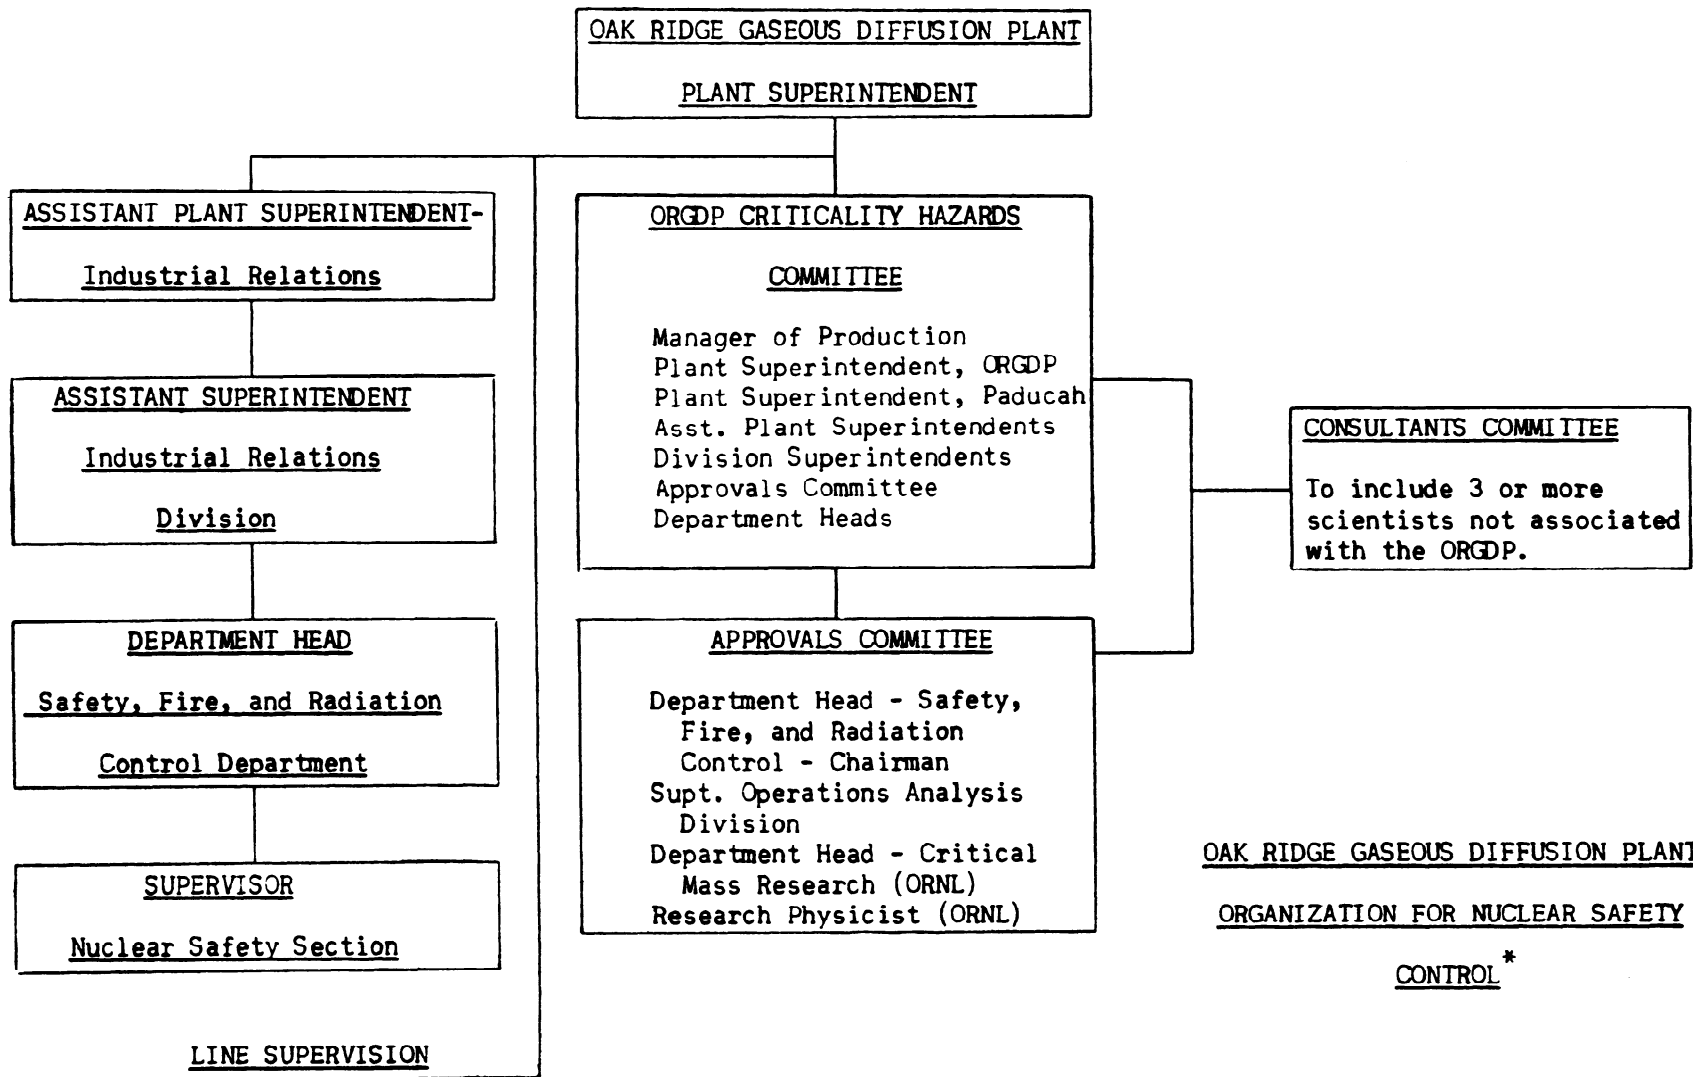 OAK RIDGE GASEOUS DIFFUSION PLANT
PLANT SUPERINTENDENT
ASSISTANT PLANT SUPERINTENDENT-
Industrial Relations
ASSISTANT SUPERINTENDENT
Industrial Relations
Division
DEPARTMENT HEAD
Safety, Fire, and Radiation
Control Department
SUPERVISOR
Nuclear Safety Section
LINE SUPERVISION
ORGDP CRITICALITY HAZARDS
COMMITTEE
Manager of Production
Plant Superintendent, ORGDP
Plant Superintendent, Paducah
Asst. Plant Superintendents
Division Superintendents
Approvals Committee
Department Heads
APPROVALS COMMITTEE
Department Head - Safety,
Fire, and Radiation
Control - Chairman
Supt. Operations Analysis
Division
Department Head - Critical
Mass Research (ORNL)
Research Physicist (ORNL)
CONSULTANTS COMMITTEE
To include 3 or more
scientists not associated
with the ORGDP.
OAK RIDGE GASEOUS DIFFUSION PLANT
ORGANIZATION FOR NUCLEAR SAFETY
CONTROL*